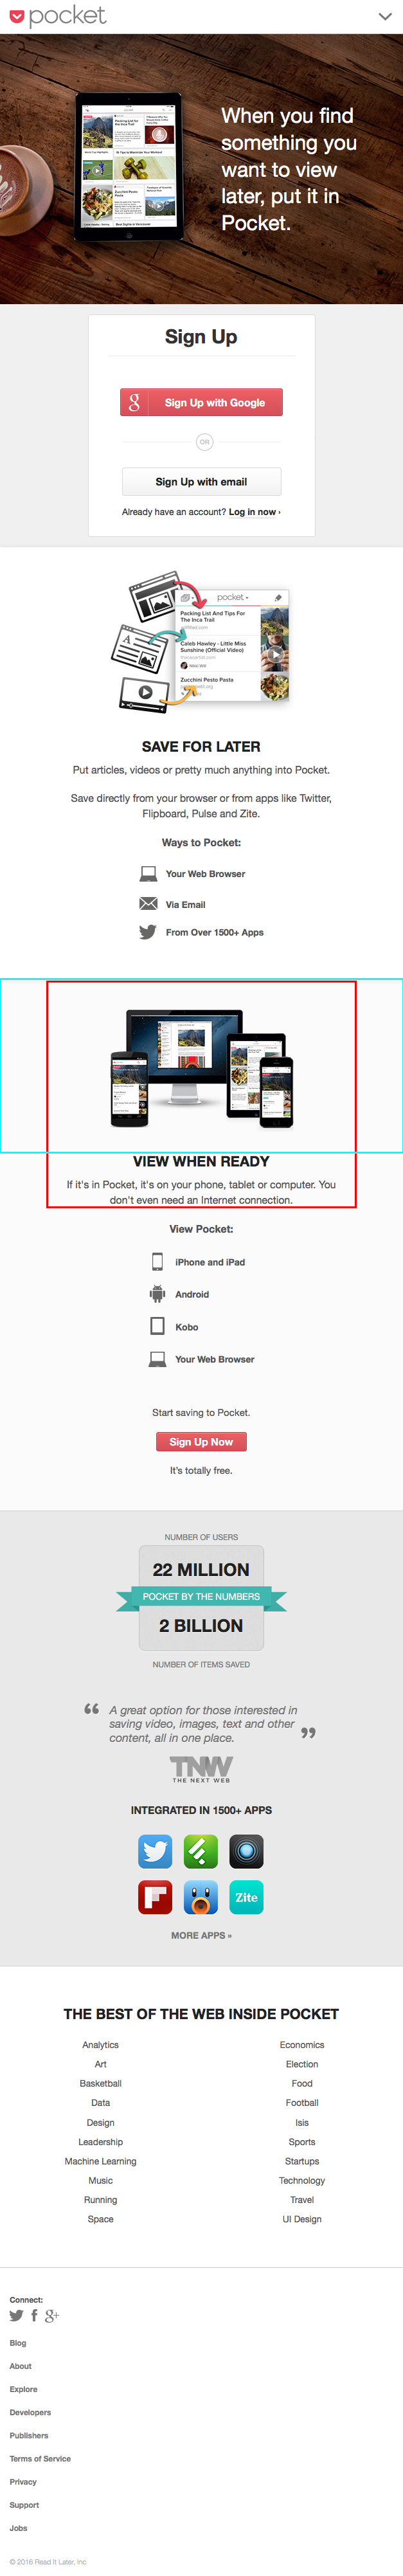 pocket
When you find
something you
want to view
later, put it in
Pocket.
Sign Up
Sign Up with Google
OR
Sign Up with email
Already have an account? Log in now ›
pocket
Packing List And Tips For
The Inca Trail
Caleb Hawley - Little Miss
Sunshine (Official Video)
Zucchini Pesto Pasta
SAVE FOR LATER
Put articles, videos or pretty much anything into Pocket.
Save directly from your browser or from apps like Twitter,
Flipboard, Pulse and Zite.
Ways to Pocket:
Your Web Browser
Via Email
From Over 1500+ Apps
VIEW WHEN READY
If it's in Pocket, it's on your phone, tablet or computer. You
don't even need an Internet connection.
View Pocket:
iPhone and iPad
Android
Kobo
Your Web Browser
Start saving to Pocket.
Sign Up Now
It's totally free.
NUMBER OF USERS
22 MILLION
POCKET BY THE NUMBERS
2 BILLION
NUMBER OF ITEMS SAVED
“ A great option for those interested in
saving video, images, text and other
content, all in one place. ”
TNW
THE NEXT WEB
INTEGRATED IN 1500+ APPS
Zite
MORE APPS »
THE BEST OF THE WEB INSIDE POCKET
Analytics
Art
Basketball
Data
Design
Leadership
Machine Learning
Music
Running
Space
Economics
Election
Food
Football
Isis
Sports
Startups
Technology
Travel
UI Design
Connect:
Blog
About
Explore
Developers
Publishers
Terms of Service
Privacy
Support
Jobs
© 2016 Read It Later, Inc